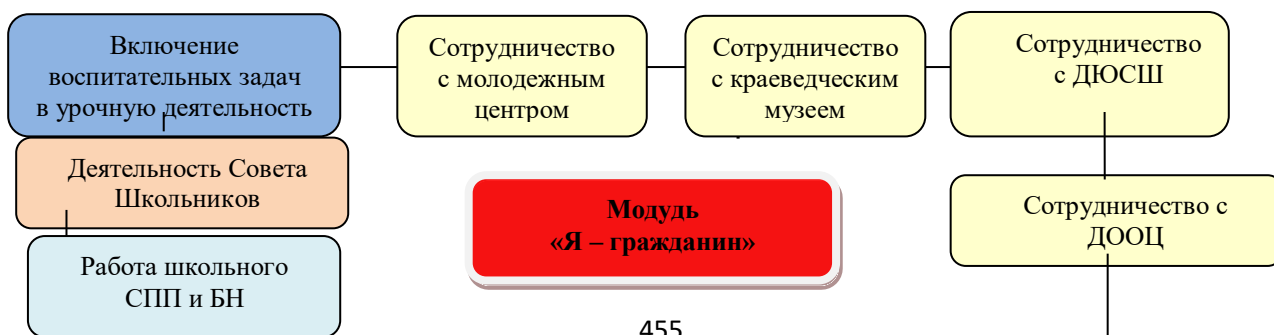 Включение
воспитательных задач
в урочную деятельность
Сотрудничество
с молодежным
центром
Сотрудничество
с краеведческим
музеем
Сотрудничество
с ДЮСШ
Деятельность Совета
Школьников
Модудь
«Я – гражданин»
Сотрудничество с
ДООЦ
Работа школьного
СПП и БН
455